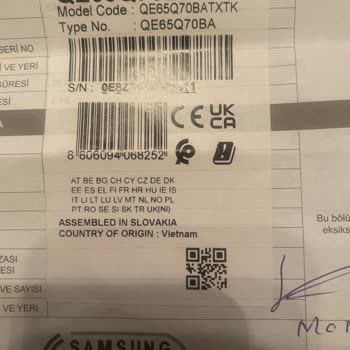 Model Code : QE65Q70BATXTK
Type No. : QE65Q70BA
SERİ NO
İ VE YERİ
S/N :
SÜRESİ
ESİ
A
CE UK CA
8 806094 068252
AT BE BG CH CY CZ DE DK
EE ES EL FI FR HR HU IE IS
IT LI LT LU LV MT NL NO PL
PT RO SE SI SK TR UK(NI)
ASSEMBLED IN SLOVAKIA
COUNTRY OF ORIGIN : Vietnam
Bu bölü
eksiks
ZASI
DESİ
VE SAYISI
VE YERİ
SAMSUNG